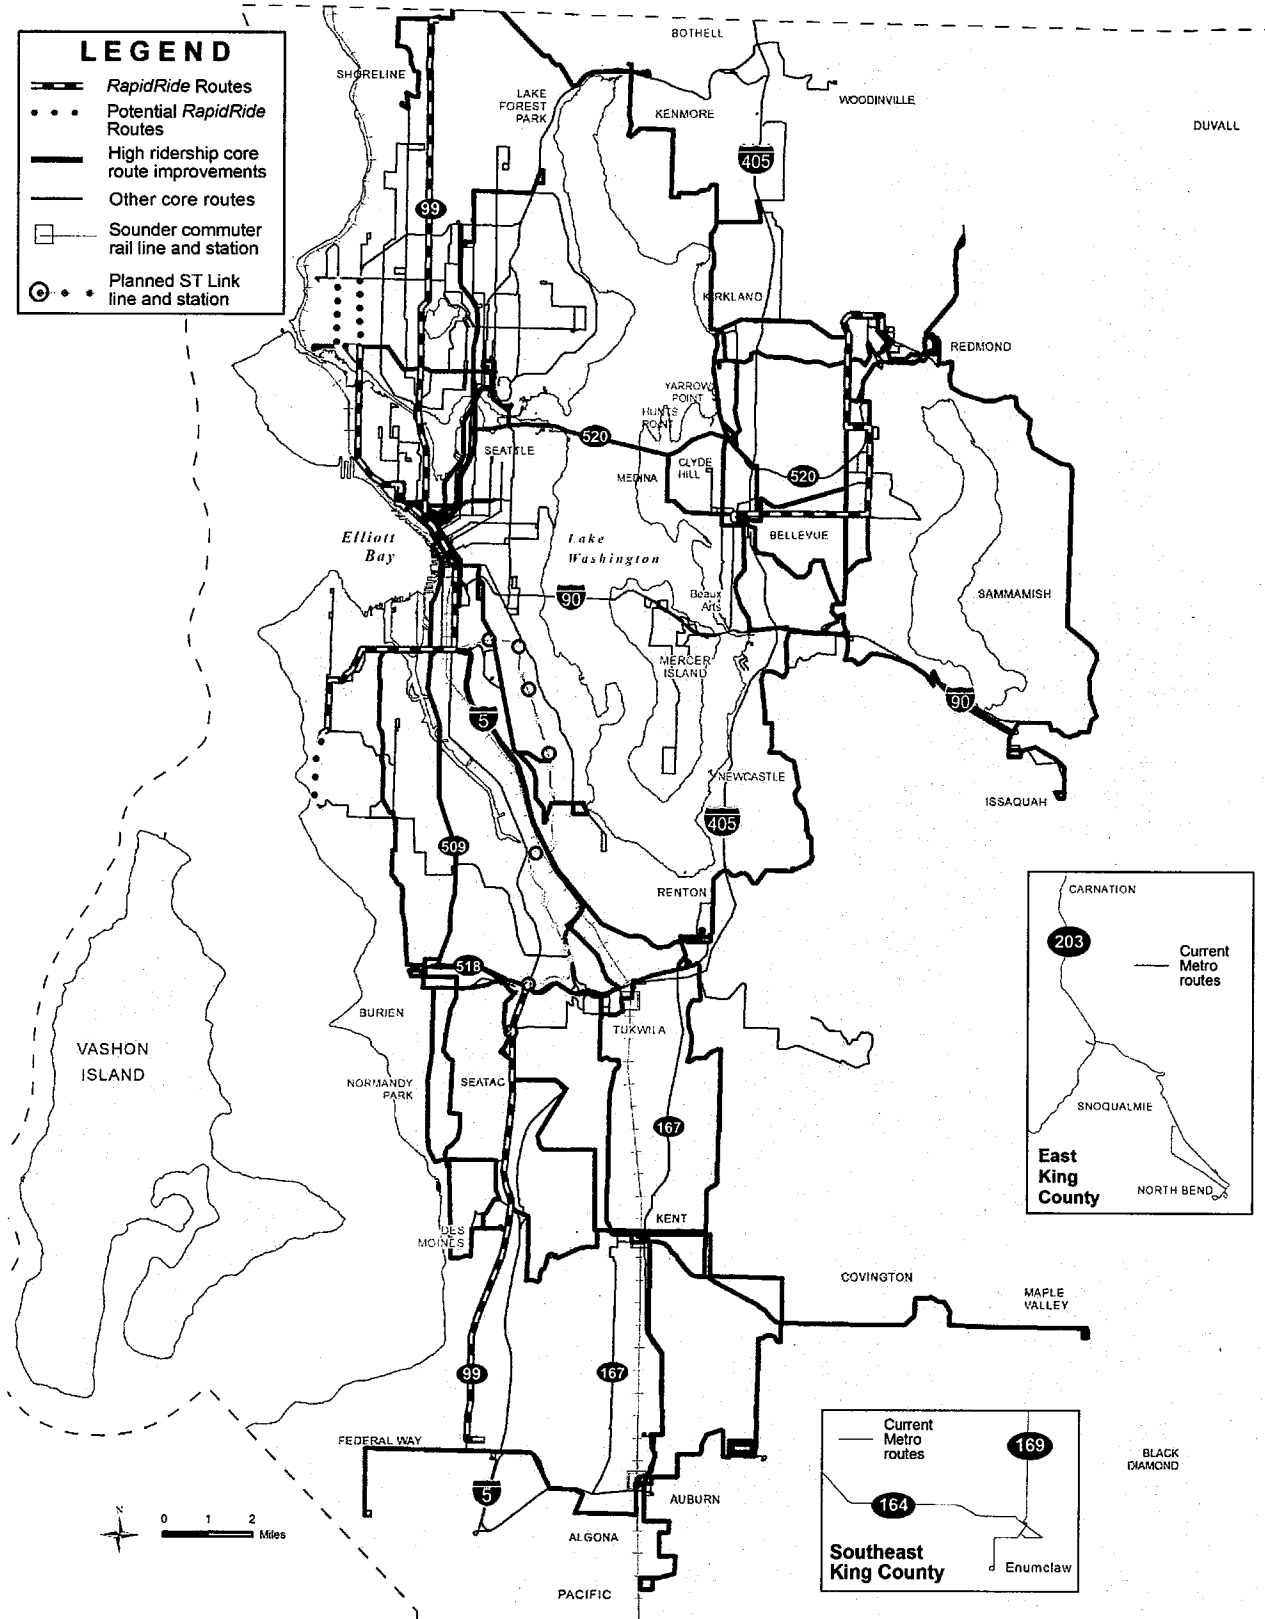 LEGEND
RapidRide Routes
Potential RapidRide
Routes
High ridership core
route improvements
Other core routes
Sounder commuter
rail line and station
Planned ST Link
line and station
BOTHELL
SHORELINE
LAKE
FOREST
PARK
KENMORE
WOODINVILLE
DUVALL
405
99
KIRKLAND
REDMOND
YARROW
POINT
HUNTS
POINT
520
SEATTLE
MEDINA
CLYDE
HILL
520
BELLEVUE
Elliott
Bay
Lake
Washington
90
Beaux
Arts
SAMMAMISH
MERCER
ISLAND
90
5
NEWCASTLE
ISSAQUAH
405
509
RENTON
518
BURIEN
TUKWILA
VASHON
ISLAND
NORMANDY
PARK
SEATAC
167
KENT
DES
MOINES
COVINGTON
MAPLE
VALLEY
99
167
FEDERAL WAY
5
AUBURN
BLACK
DIAMOND
ALGONA
PACIFIC
N
0 1 2
Miles
CARNATION
203
Current
Metro
routes
SNOQUALMIE
East
King
County
NORTH BEND
Current
Metro
routes
169
164
Southeast
King County
Enumclaw